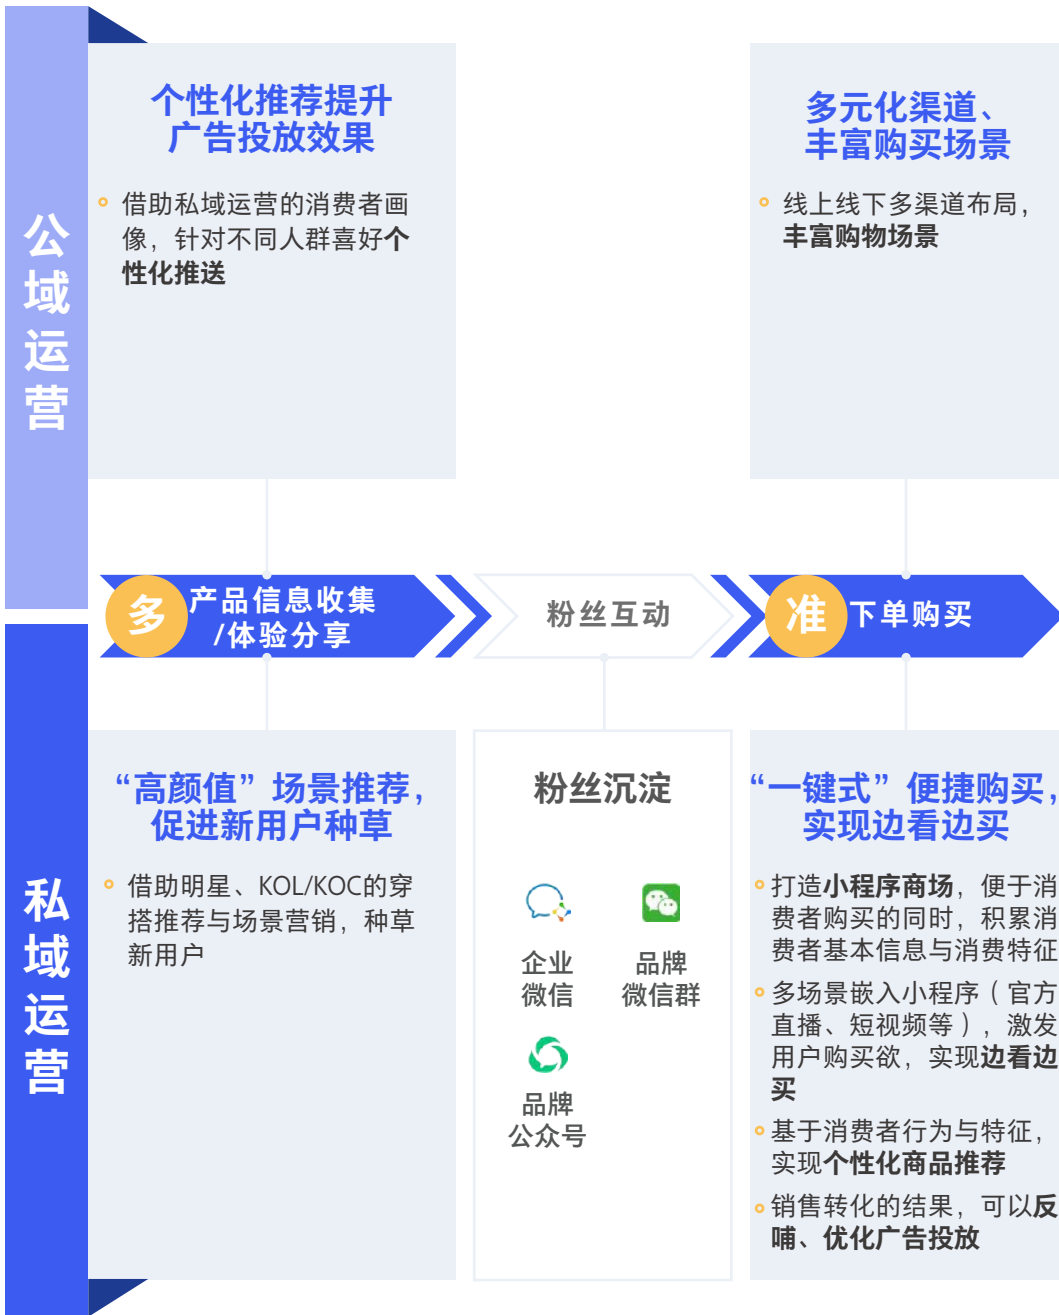 公域运营
个性化推荐提升
广告投放效果
借助私域运营的消费者画
像，针对不同人群喜好个
性化推送
多元化渠道、
丰富购买场景
线上线下多渠道布局，
丰富购物场景
多
产品信息收集
/体验分享
粉丝互动
准
下单购买
私域运营
“高颜值”场景推荐，
促进新用户种草
借助明星、KOL/KOC的穿
搭推荐与场景营销，种草
新用户
粉丝沉淀
企业
微信
品牌
微信群
品牌
公众号
“一键式”便捷购买，
实现边看边买
打造小程序商场，便于消
费者购买的同时，积累消
费者基本信息与消费特征
多场景嵌入小程序（官方
直播、短视频等），激发
用户购买欲，实现边看边
买
基于消费者行为与特征，
实现个性化商品推荐
销售转化的结果，可以反
哺、优化广告投放